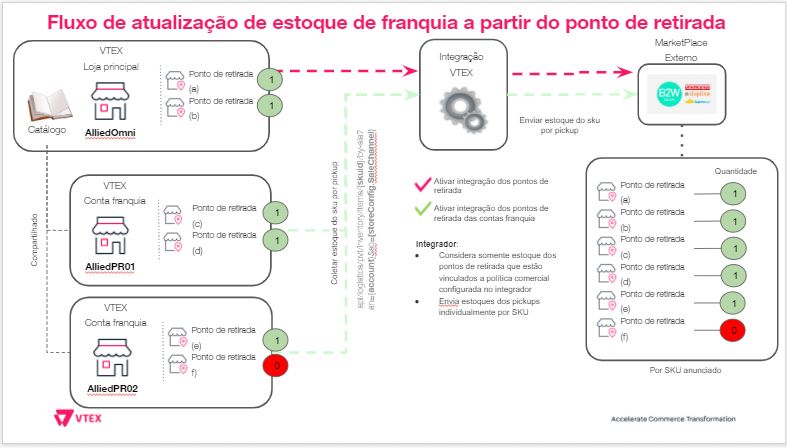 Fluxo de atualização de estoque de franquia a partir do ponto de retirada
VTEX
Loja principal
Catálogo
AlliedOmni
Ponto de retirada
(a)
1
Ponto de retirada
(b)
1
Compartilhado
VTEX
Conta franquia
AlliedPR01
Ponto de retirada
(c)
1
Ponto de retirada
(d)
1
VTEX
Conta franquia
AlliedPR02
Ponto de retirada
(e)
1
Ponto de retirada
f)
0
Coletar estoque do sku por pickup
api/logistics/pvt/inventory/items/{skuid}/by-sla?
an={account}&sc={storeConfig.SaleChannel}
Integração
VTEX
Enviar estoque do sku
por pickup
Ativar integração dos pontos de
retirada
Ativar integração dos pontos de
retirada das contas franquia
Integrador:
• Considera somente estoque dos
pontos de retirada que estão
vinculados a política comercial
configurada no integrador
• Envia estoques dos pickups
individualmente por SKU
MarketPlace
Externo
B2W
Quantidade
Ponto de retirada
(a)
1
Ponto de retirada
(b)
1
Ponto de retirada
(c)
1
Ponto de retirada
(d)
1
Ponto de retirada
(e)
1
Ponto de retirada
(f)
0
Por SKU anunciado
VTEX
Accelerate Commerce Transformation